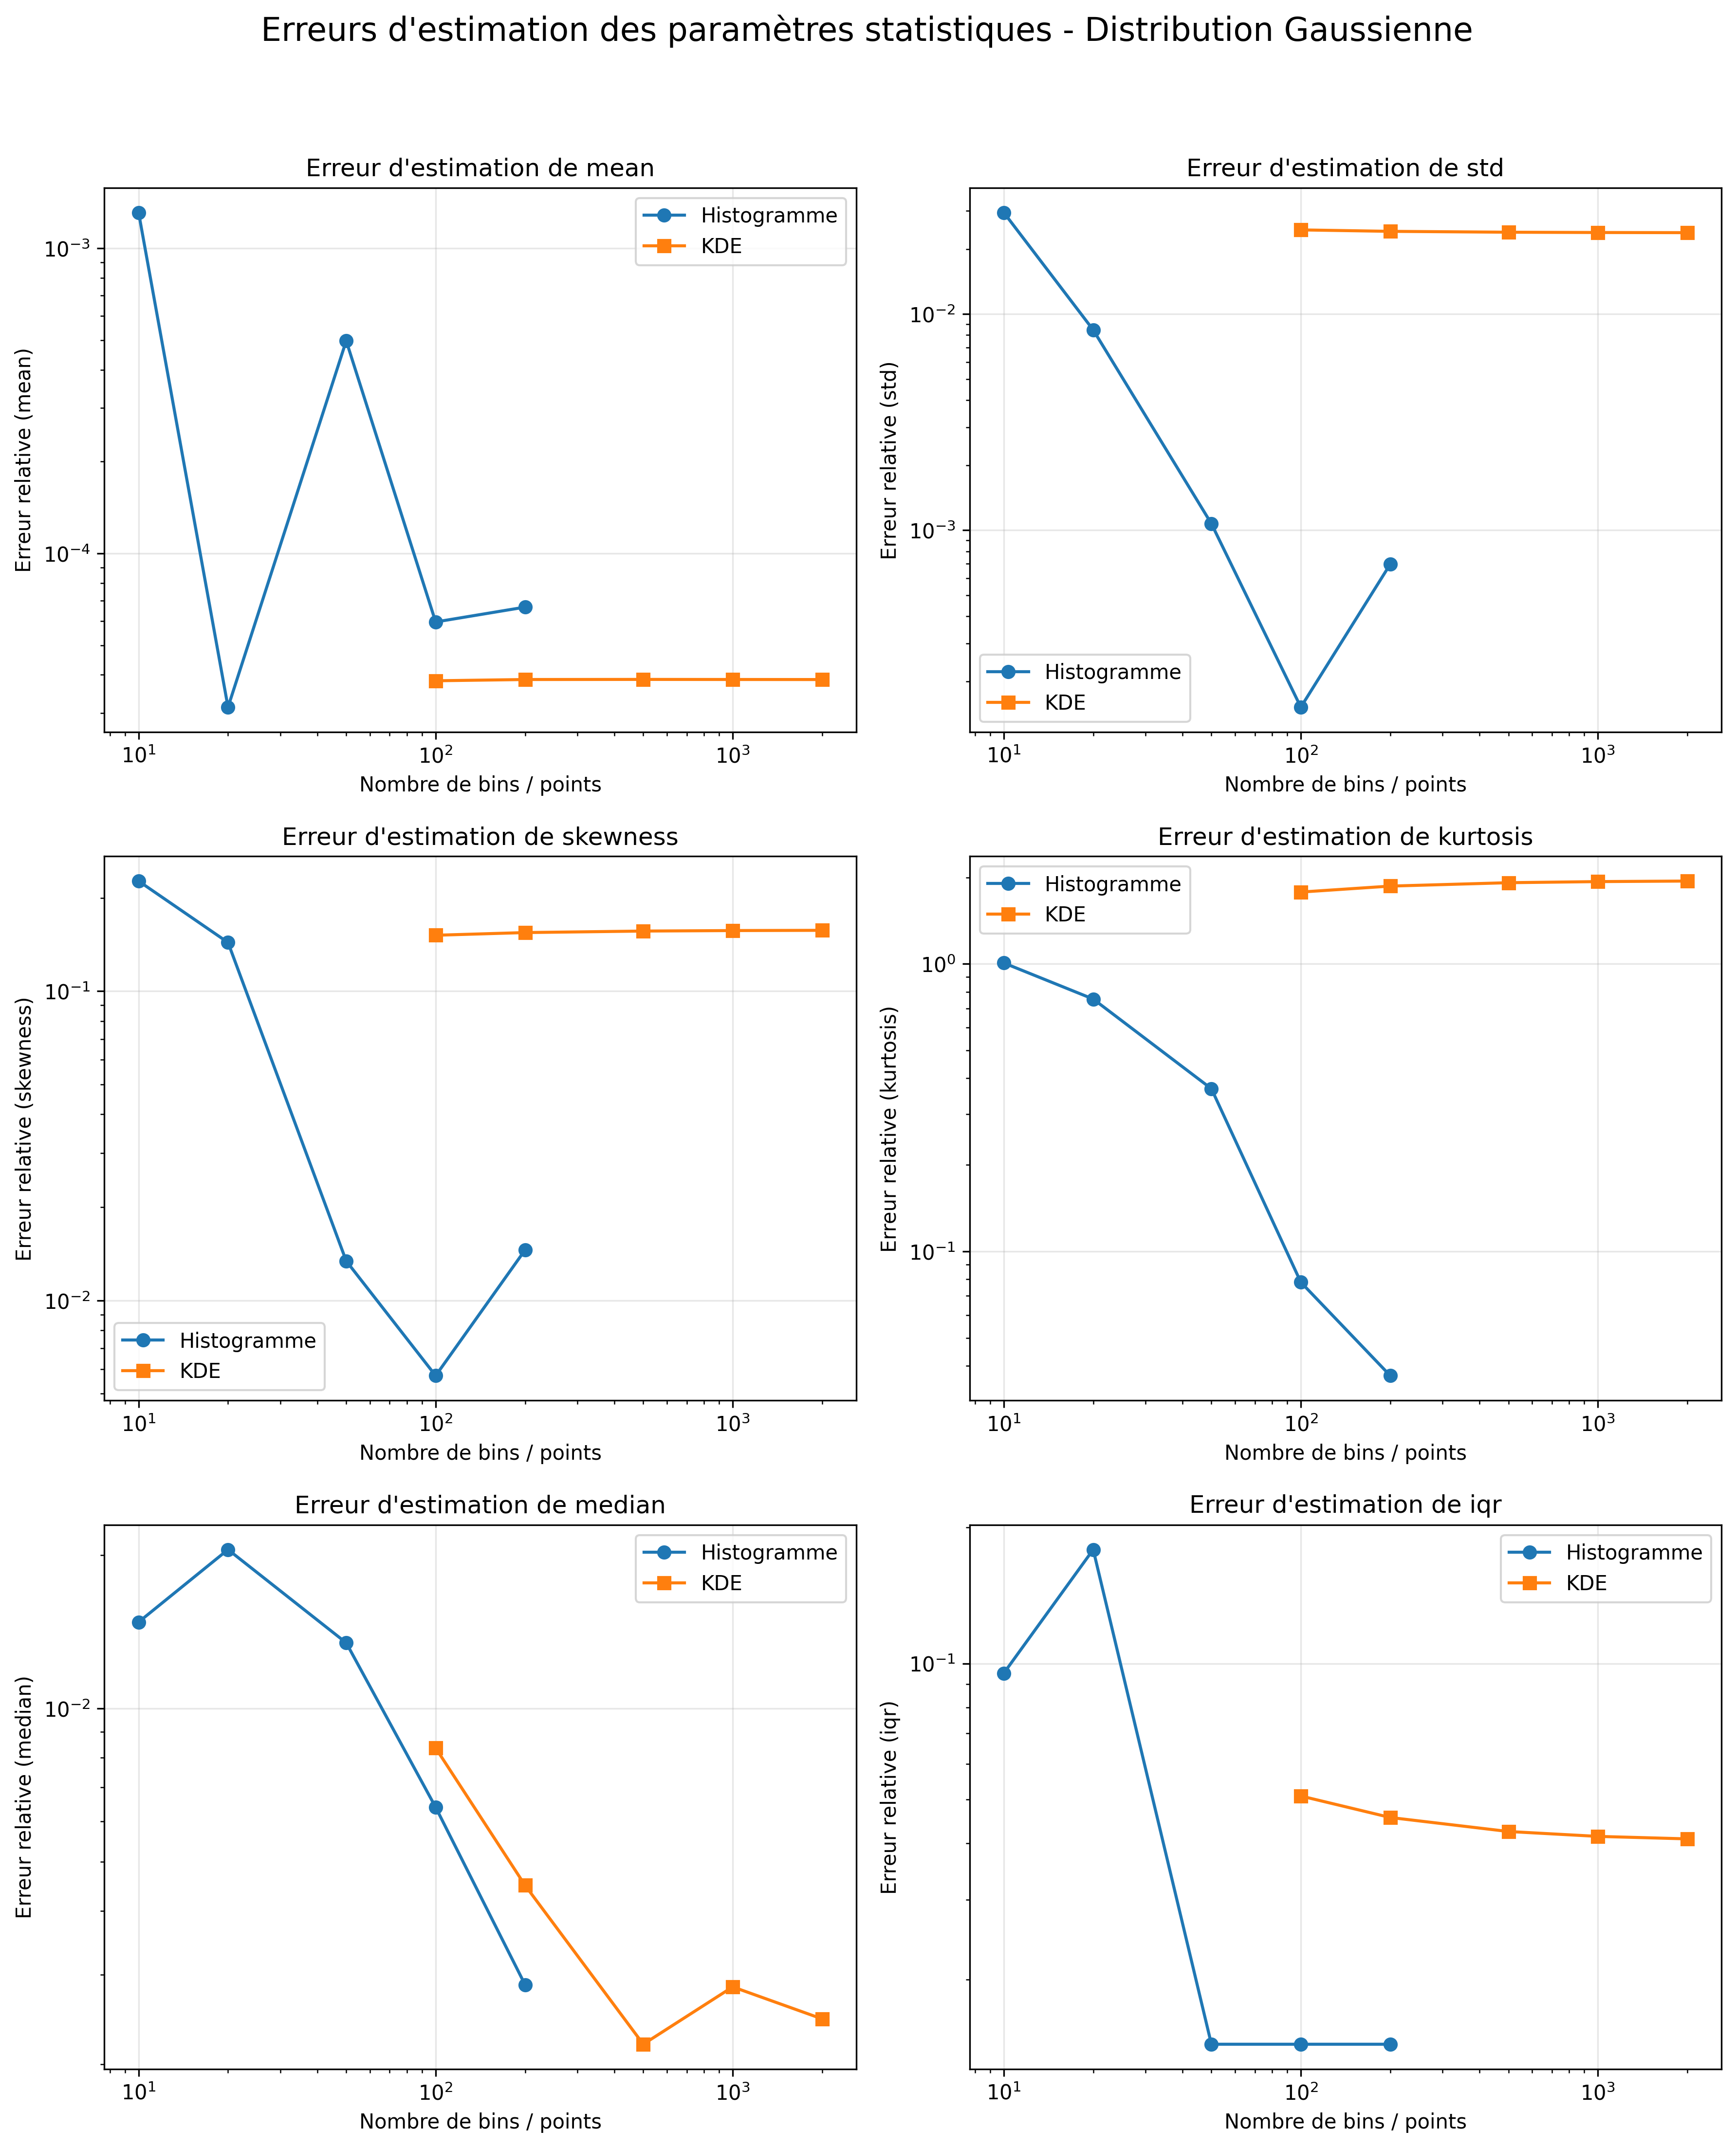 Erreurs d'estimation des paramètres statistiques - Distribution Gaussienne
Erreur d'estimation de mean
Erreur relative (mean)
10⁻³
10⁻⁴
Histogramme
KDE
10¹ 10² 10³
Nombre de bins / points
Erreur d'estimation de std
Erreur relative (std)
10⁻²
10⁻³
Histogramme
KDE
10¹ 10² 10³
Nombre de bins / points
Erreur d'estimation de skewness
Erreur relative (skewness)
10⁻¹
10⁻²
Histogramme
KDE
10¹ 10² 10³
Nombre de bins / points
Erreur d'estimation de kurtosis
Erreur relative (kurtosis)
Histogramme
KDE
10⁰
10⁻¹
10¹ 10² 10³
Nombre de bins / points
Erreur d'estimation de median
Erreur relative (median)
Histogramme
KDE
10⁻²
10¹ 10² 10³
Nombre de bins / points
Erreur d'estimation de iqr
Erreur relative (iqr)
Histogramme
KDE
10⁻¹
10¹ 10² 10³
Nombre de bins / points